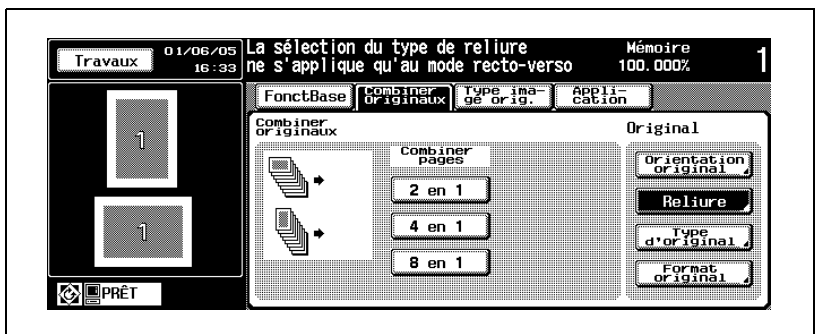 Travaux
01/06/05
16:33
La sélection du type de reliure
ne s'applique qu'au mode recto-verso
Mémoire
100.000%
1
FonctBase
Combiner
originaux
Type ima-
ge orig.
Appli-
cation
1
1
Combiner
originaux
Combiner
pages
2 en 1
4 en 1
8 en 1
Original
Orientation
original
Reliure
Type
d'original
Format
original
PRÊT